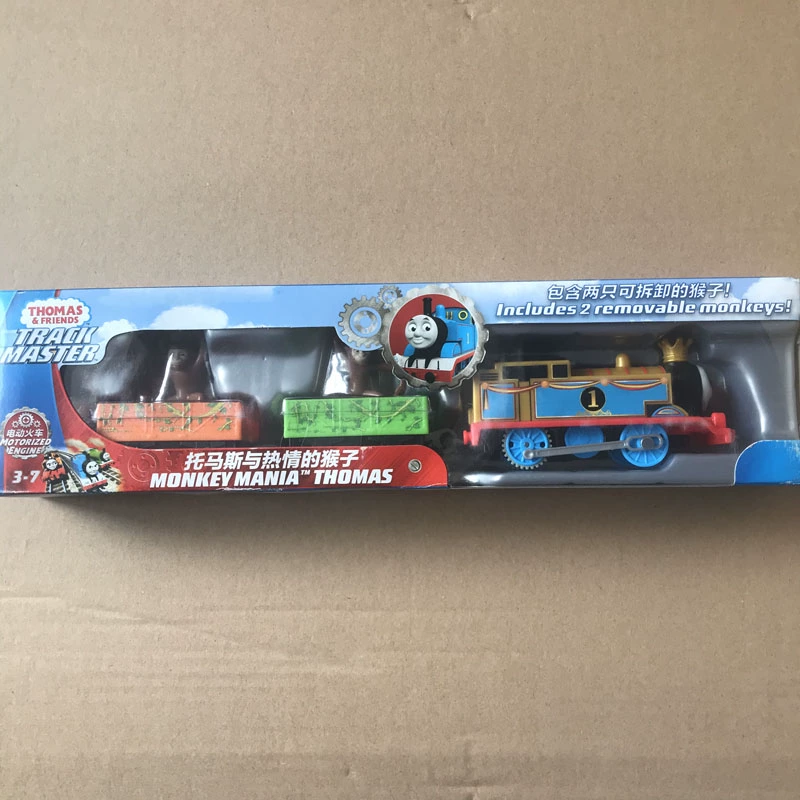 THOMAS
& FRIENDS
TRACK
MASTER
包含两只可拆卸的猴子!
Includes 2 removable monkeys!
1
电动火车
MOTORIZED
ENGINE
3-7
托马斯与热情的猴子
MONKEY MANIA™ THOMAS